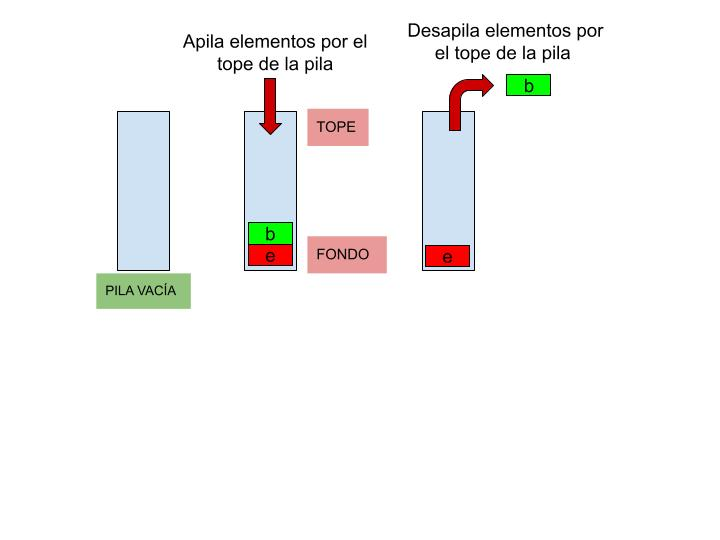 Apila elementos por el
tope de la pila
Desapila elementos por
el tope de la pila
b
TOPE
b
e
FONDO
e
PILA VACÍA